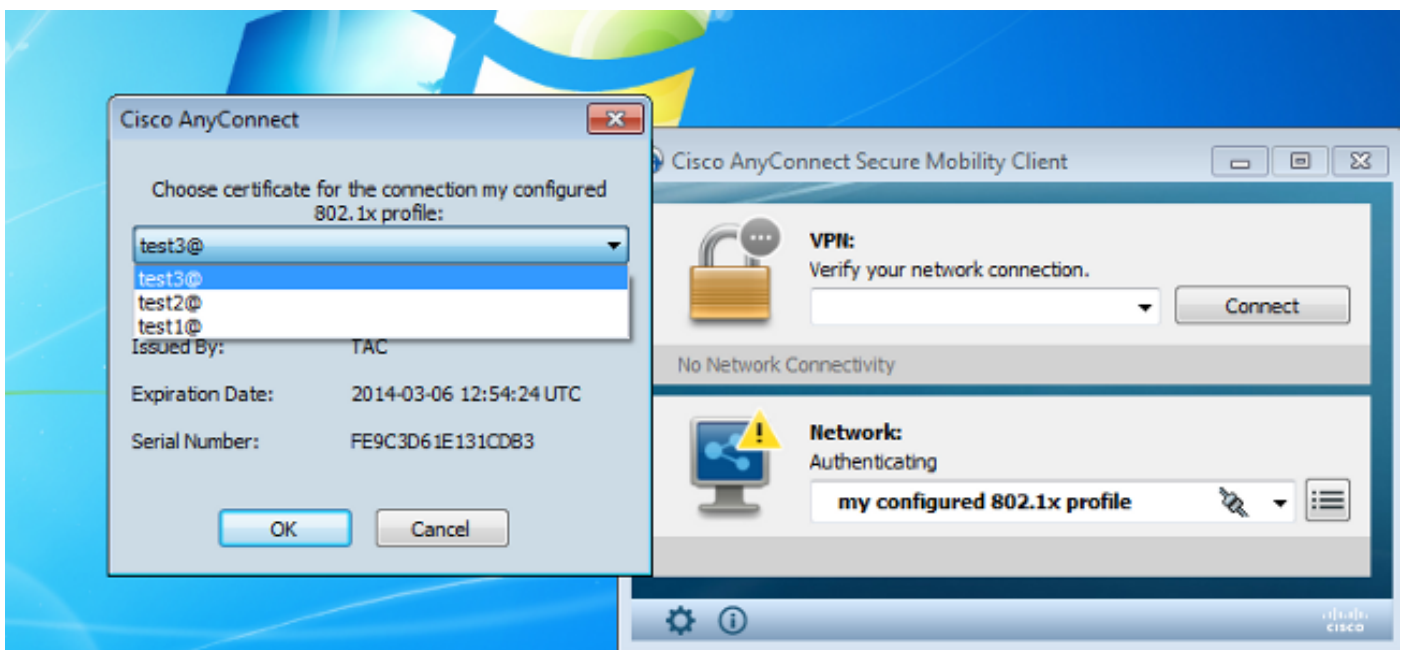 Cisco AnyConnect
Choose certificate for the connection my configured
802.1x profile:
test3@
test3@
test2@
test1@
Issued By: TAC
Expiration Date: 2014-03-06 12:54:24 UTC
Serial Number: FE9C3D61E131CDB3
OK Cancel
Cisco AnyConnect Secure Mobility Client
VPN:
Verify your network connection.
Connect
No Network Connectivity
Network:
Authenticating
my configured 802.1x profile
cisco